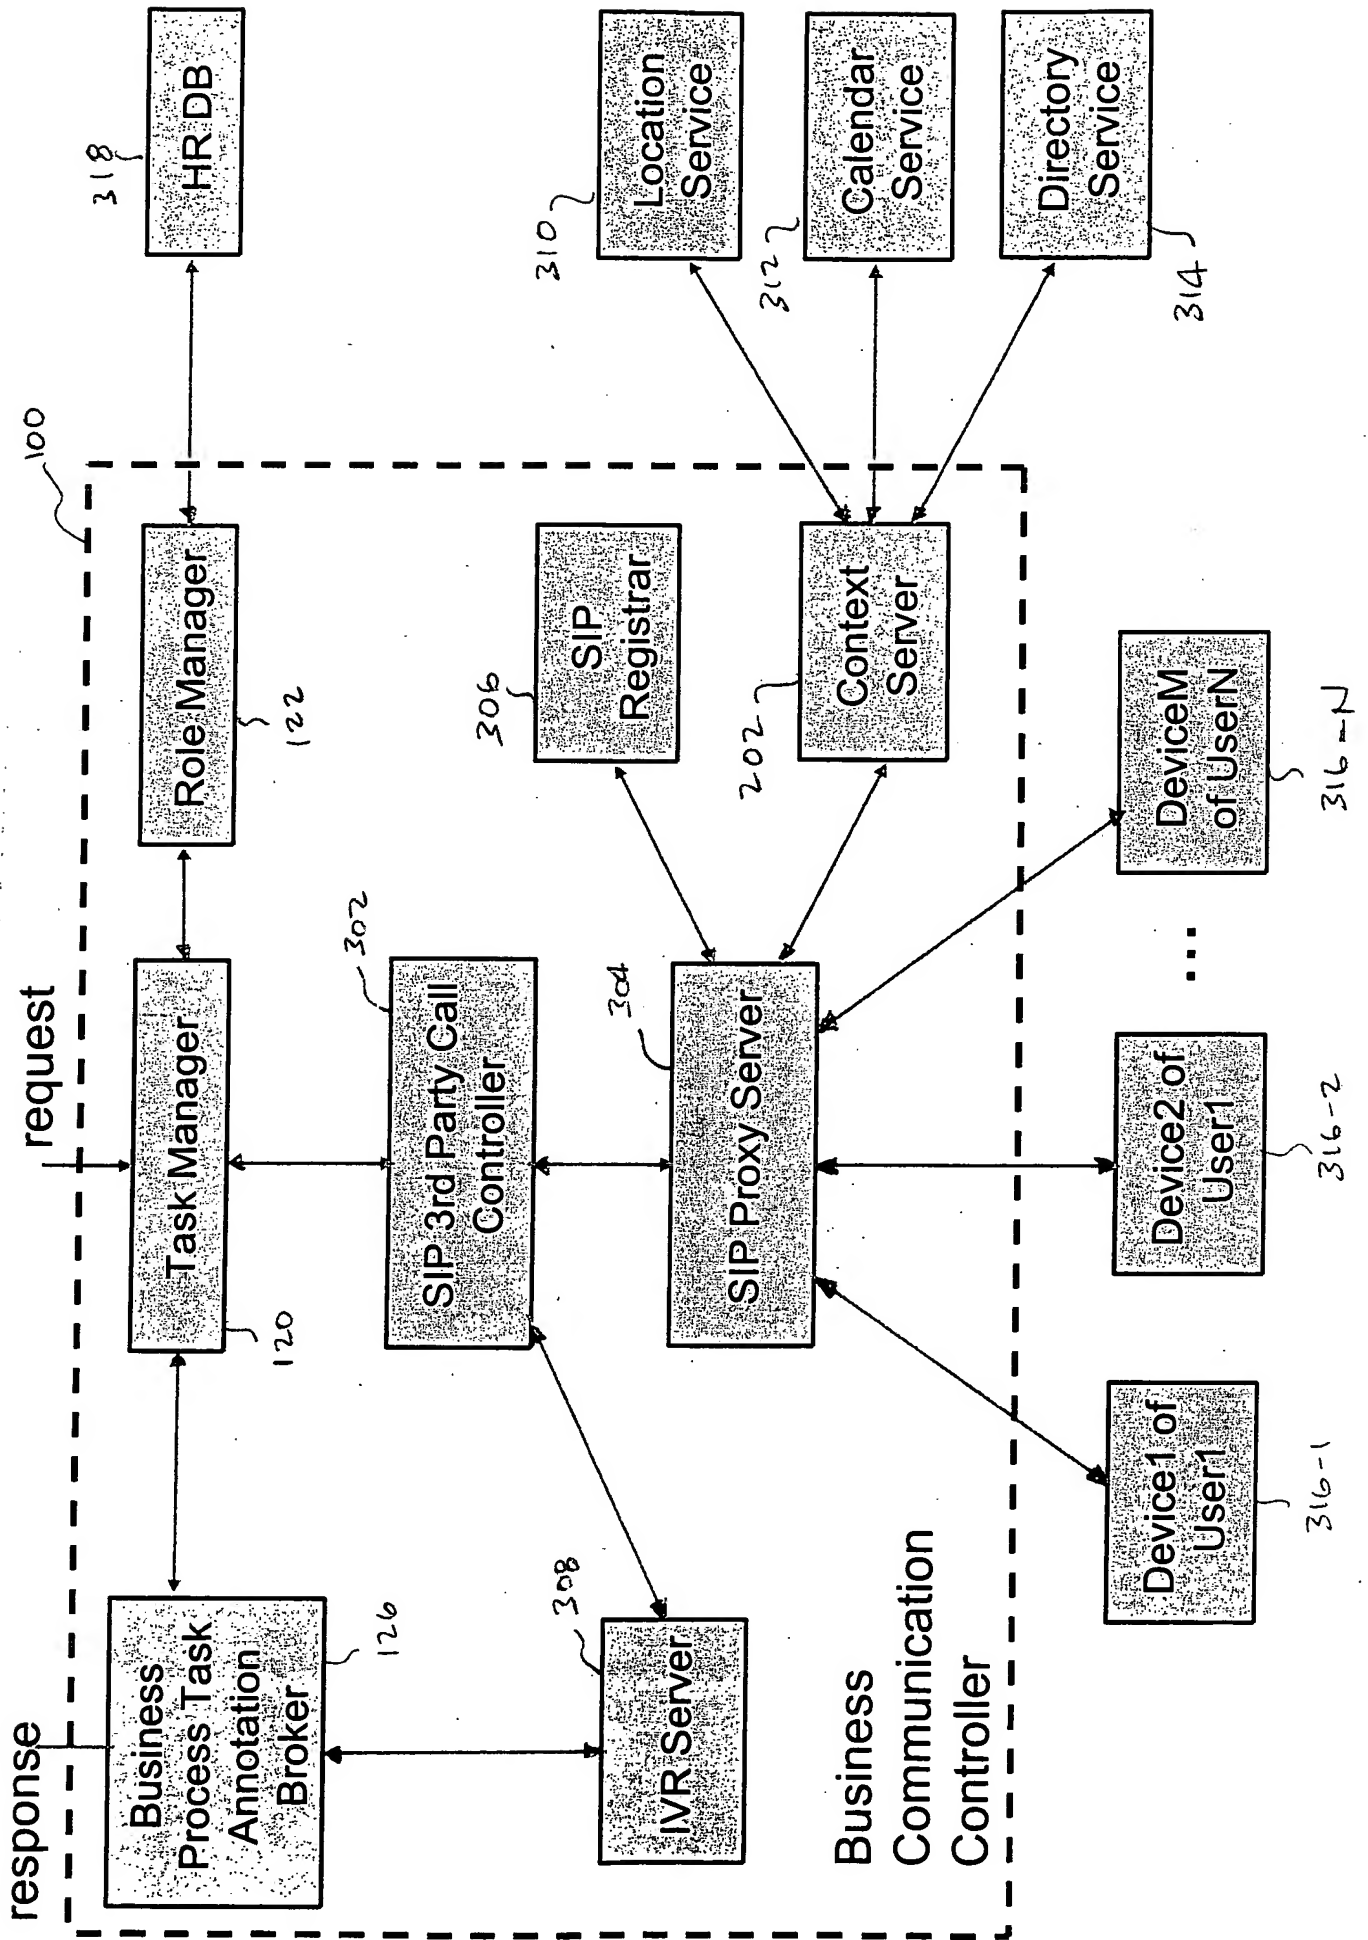 response
request
100
318
Business
Process Task
Annotation
Broker
126
Task Manager
120
Role Manager
122
HR DB
302
SIP 3rd Party Call
Controller
308
IVR Server
304
SIP Proxy Server
306
SIP
Registrar
202
Context
Server
310
Location
Service
312
Calendar
Service
314
Directory
Service
Business
Communication
Controller
Device1 of
User1
316-1
Device2 of
User1
316-2
...
DeviceM
of UserN
316-N